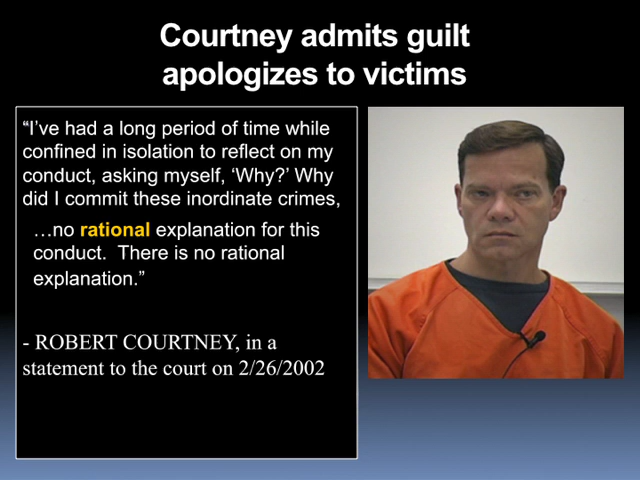 Courtney admits guilt
apologizes to victims
“I’ve had a long period of time while
confined in isolation to reflect on my
conduct, asking myself, ‘Why?’ Why
did I commit these inordinate crimes,
…no rational explanation for this
conduct.  There is no rational
explanation.”
- ROBERT COURTNEY, in a
statement to the court on 2/26/2002